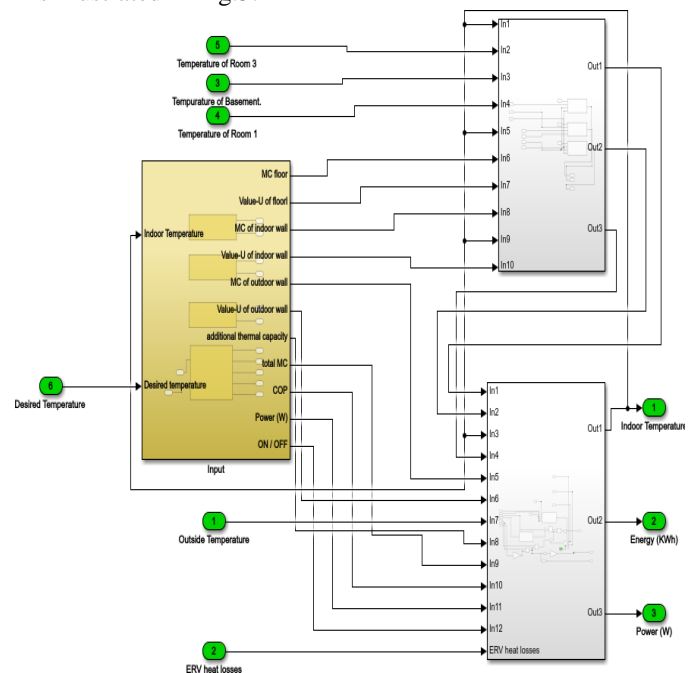 5
Temperature of Room 3
3
Tempurature of Basement.
4
Temperature of Room 1
In1
In2
In3
In4
In5
In6
In7
In8
In9
In10
Out1
Out2
Out3
Indoor Temperature
Desired temperature
MC floor
Value-U of floorl
MC of indoor wall
Value-U of indoor wall
MC of outdoor wall
Value-U of outdoor wall
additional thermal capacity
total MC
COP
Power (W)
ON / OFF
Input
6
Desired Temperature
1
Outside Temperature
2
ERV heat losses
In1
In2
In3
In4
In5
In6
In7
In8
In9
In10
In11
In12
ERV heat losses
Out1
Out2
Out3
1
Indoor Temperature
2
Energy (KWh)
3
Power (W)